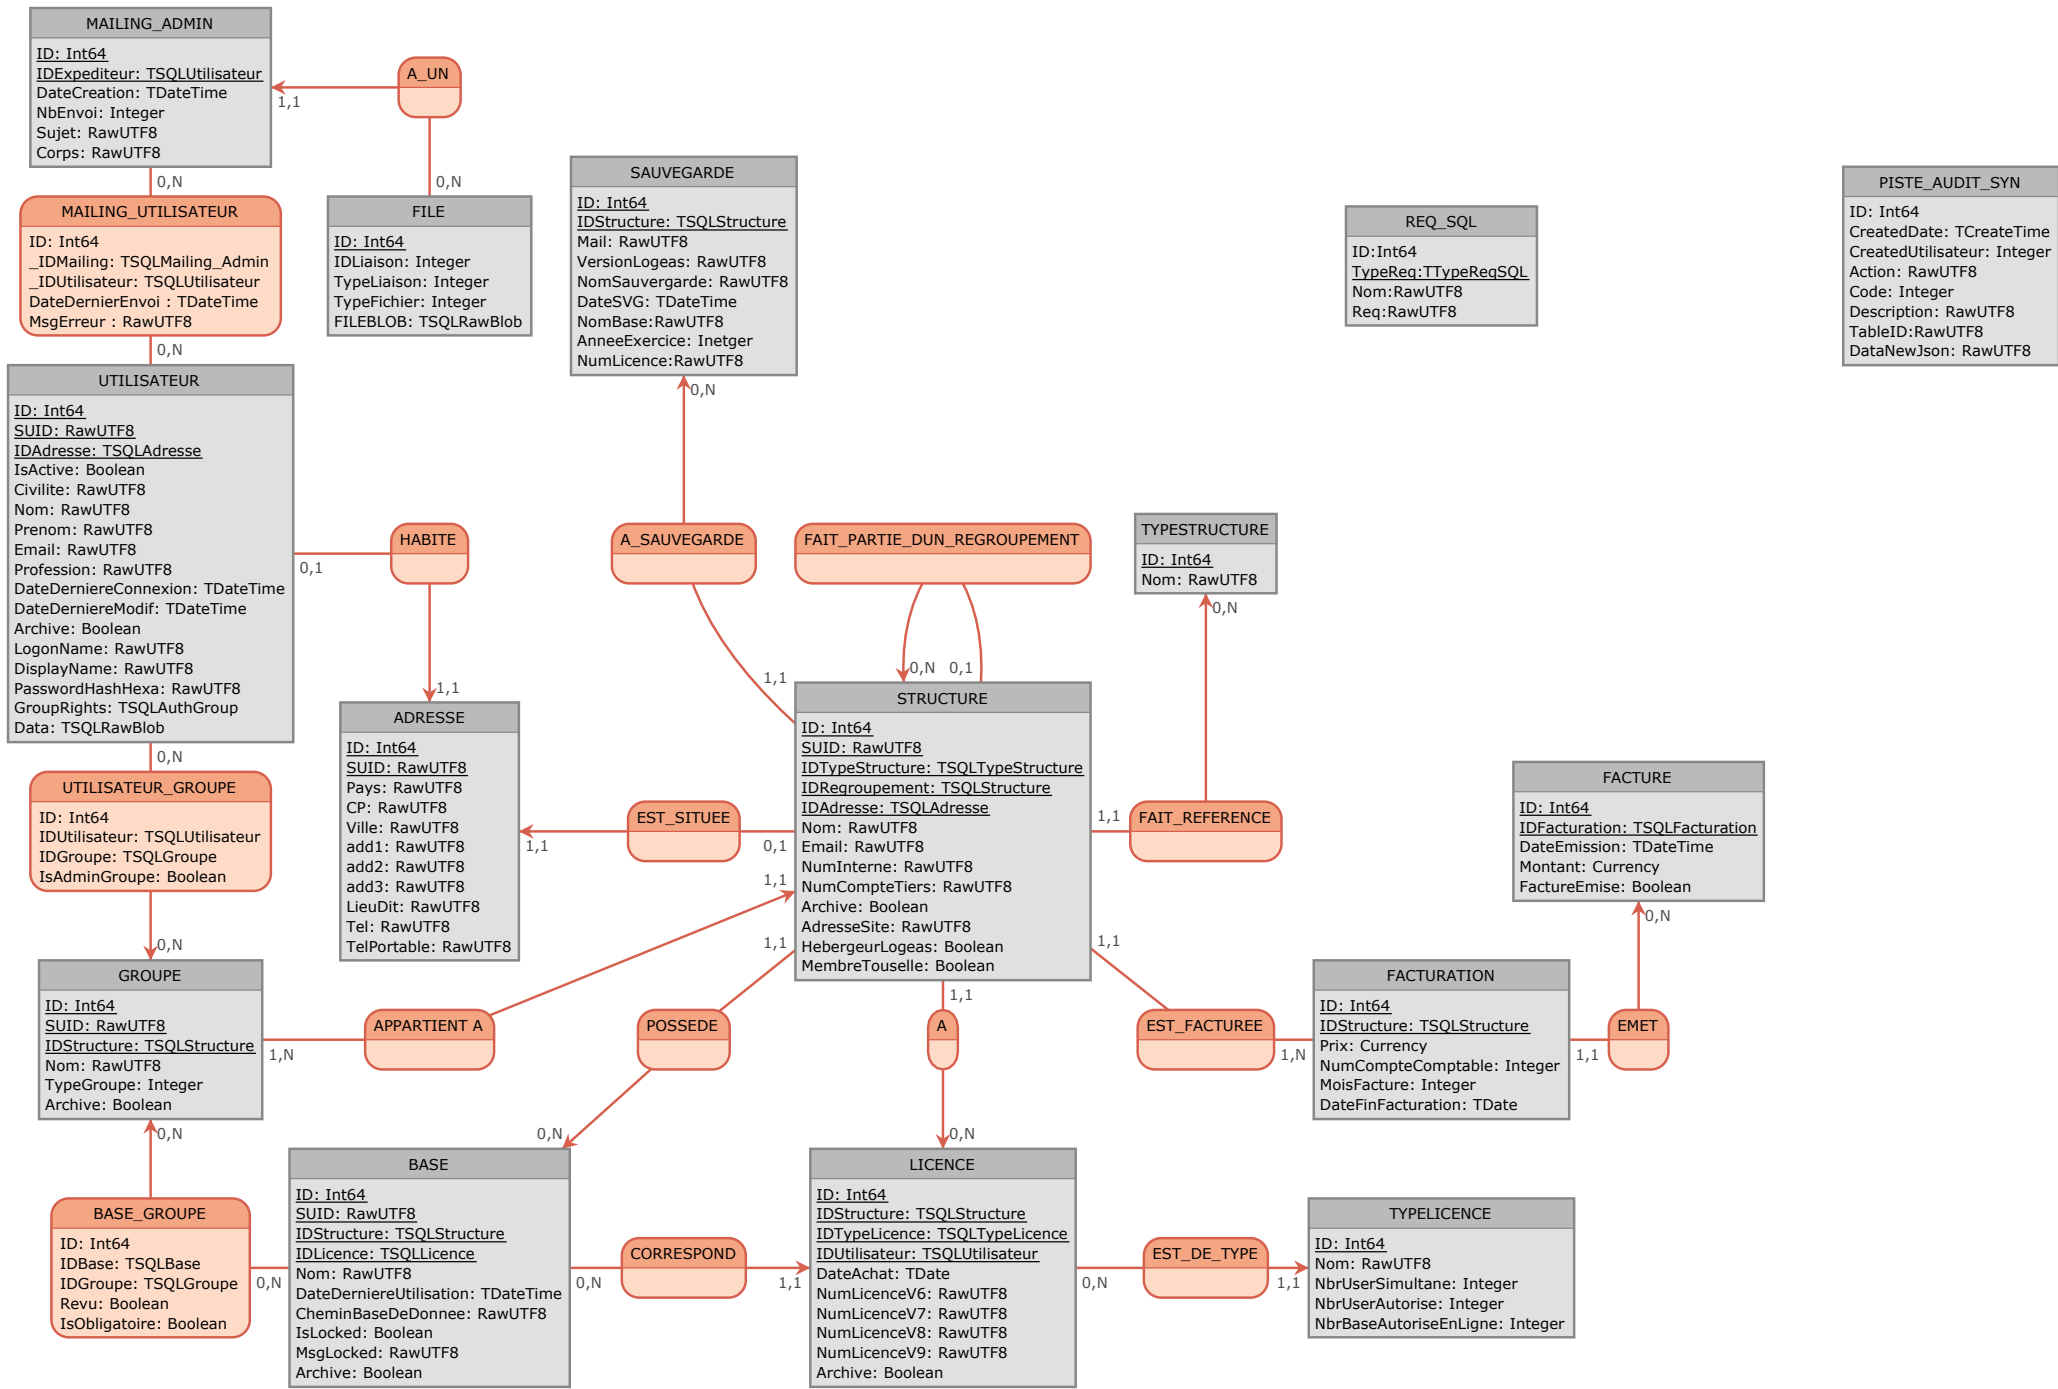 MAILING_ADMIN
ID: Int64
IDExpediteur: TSQLUtilisateur
DateCreation: TDateTime
NbEnvoi: Integer
Sujet: RawUTF8
Corps: RawUTF8
A_UN
1,1
0,N
0,N
MAILING_UTILISATEUR
ID: Int64
_IDMailing: TSQLMailing_Admin
_IDUtilisateur: TSQLUtilisateur
DateDernierEnvoi : TDateTime
MsgErreur : RawUTF8
0,N
FILE
ID: Int64
IDLiaison: Integer
TypeLiaison: Integer
TypeFichier: Integer
FILEBLOB: TSQLRawBlob
SAUVEGARDE
ID: Int64
IDStructure: TSQLStructure
Mail: RawUTF8
VersionLogeas: RawUTF8
NomSauvergarde: RawUTF8
DateSVG: TDateTime
NomBase:RawUTF8
AnneeExercice: Inetger
NumLicence:RawUTF8
0,N
REQ_SQL
ID:Int64
TypeReq:TTypeReqSQL
Nom:RawUTF8
Req:RawUTF8
PISTE_AUDIT_SYN
ID: Int64
CreatedDate: TCreateTime
CreatedUtilisateur: Integer
Action: RawUTF8
Code: Integer
Description: RawUTF8
TableID:RawUTF8
DataNewJson: RawUTF8
UTILISATEUR
ID: Int64
SUID: RawUTF8
IDAdresse: TSQLAdresse
IsActive: Boolean
Civilite: RawUTF8
Nom: RawUTF8
Prenom: RawUTF8
Email: RawUTF8
Profession: RawUTF8
DateDerniereConnexion: TDateTime
DateDerniereModif: TDateTime
Archive: Boolean
LogonName: RawUTF8
DisplayName: RawUTF8
PasswordHashHexa: RawUTF8
GroupRights: TSQLAuthGroup
Data: TSQLRawBlob
0,1
HABITE
1,1
A_SAUVEGARDE
1,1
FAIT_PARTIE_DUN_REGROUPEMENT
0,N
0,1
TYPESTRUCTURE
ID: Int64
Nom: RawUTF8
0,N
ADRESSE
ID: Int64
SUID: RawUTF8
Pays: RawUTF8
CP: RawUTF8
Ville: RawUTF8
add1: RawUTF8
add2: RawUTF8
add3: RawUTF8
LieuDit: RawUTF8
Tel: RawUTF8
TelPortable: RawUTF8
1,1
EST_SITUEE
0,1
STRUCTURE
ID: Int64
SUID: RawUTF8
IDTypeStructure: TSQLTypeStructure
IDRegroupement: TSQLStructure
IDAdresse: TSQLAdresse
Nom: RawUTF8
Email: RawUTF8
NumInterne: RawUTF8
NumCompteTiers: RawUTF8
Archive: Boolean
AdresseSite: RawUTF8
HebergeurLogeas: Boolean
MembreTouselle: Boolean
1,1
FAIT_REFERENCE
1,1
1,1
1,1
1,1
FACTURE
ID: Int64
IDFacturation: TSQLFacturation
DateEmission: TDateTime
Montant: Currency
FactureEmise: Boolean
0,N
0,N
UTILISATEUR_GROUPE
ID: Int64
IDUtilisateur: TSQLUtilisateur
IDGroupe: TSQLGroupe
IsAdminGroupe: Boolean
0,N
GROUPE
ID: Int64
SUID: RawUTF8
IDStructure: TSQLStructure
Nom: RawUTF8
TypeGroupe: Integer
Archive: Boolean
1,N
APPARTIENT A
POSSEDE
A
EST_FACTUREE
1,N
FACTURATION
ID: Int64
IDStructure: TSQLStructure
Prix: Currency
NumCompteComptable: Integer
MoisFacture: Integer
DateFinFacturation: TDate
1,1
EMET
0,N
0,N
0,N
BASE_GROUPE
ID: Int64
IDBase: TSQLBase
IDGroupe: TSQLGroupe
Revu: Boolean
IsObligatoire: Boolean
0,N
BASE
ID: Int64
SUID: RawUTF8
IDStructure: TSQLStructure
IDLicence: TSQLLicence
Nom: RawUTF8
DateDerniereUtilisation: TDateTime
CheminBaseDeDonnee: RawUTF8
IsLocked: Boolean
MsgLocked: RawUTF8
Archive: Boolean
0,N
CORRESPOND
1,1
LICENCE
ID: Int64
IDStructure: TSQLStructure
IDTypeLicence: TSQLTypeLicence
IDUtilisateur: TSQLUtilisateur
DateAchat: TDate
NumLicenceV6: RawUTF8
NumLicenceV7: RawUTF8
NumLicenceV8: RawUTF8
NumLicenceV9: RawUTF8
Archive: Boolean
0,N
EST_DE_TYPE
1,1
TYPELICENCE
ID: Int64
Nom: RawUTF8
NbrUserSimultane: Integer
NbrUserAutorise: Integer
NbrBaseAutoriseEnLigne: Integer